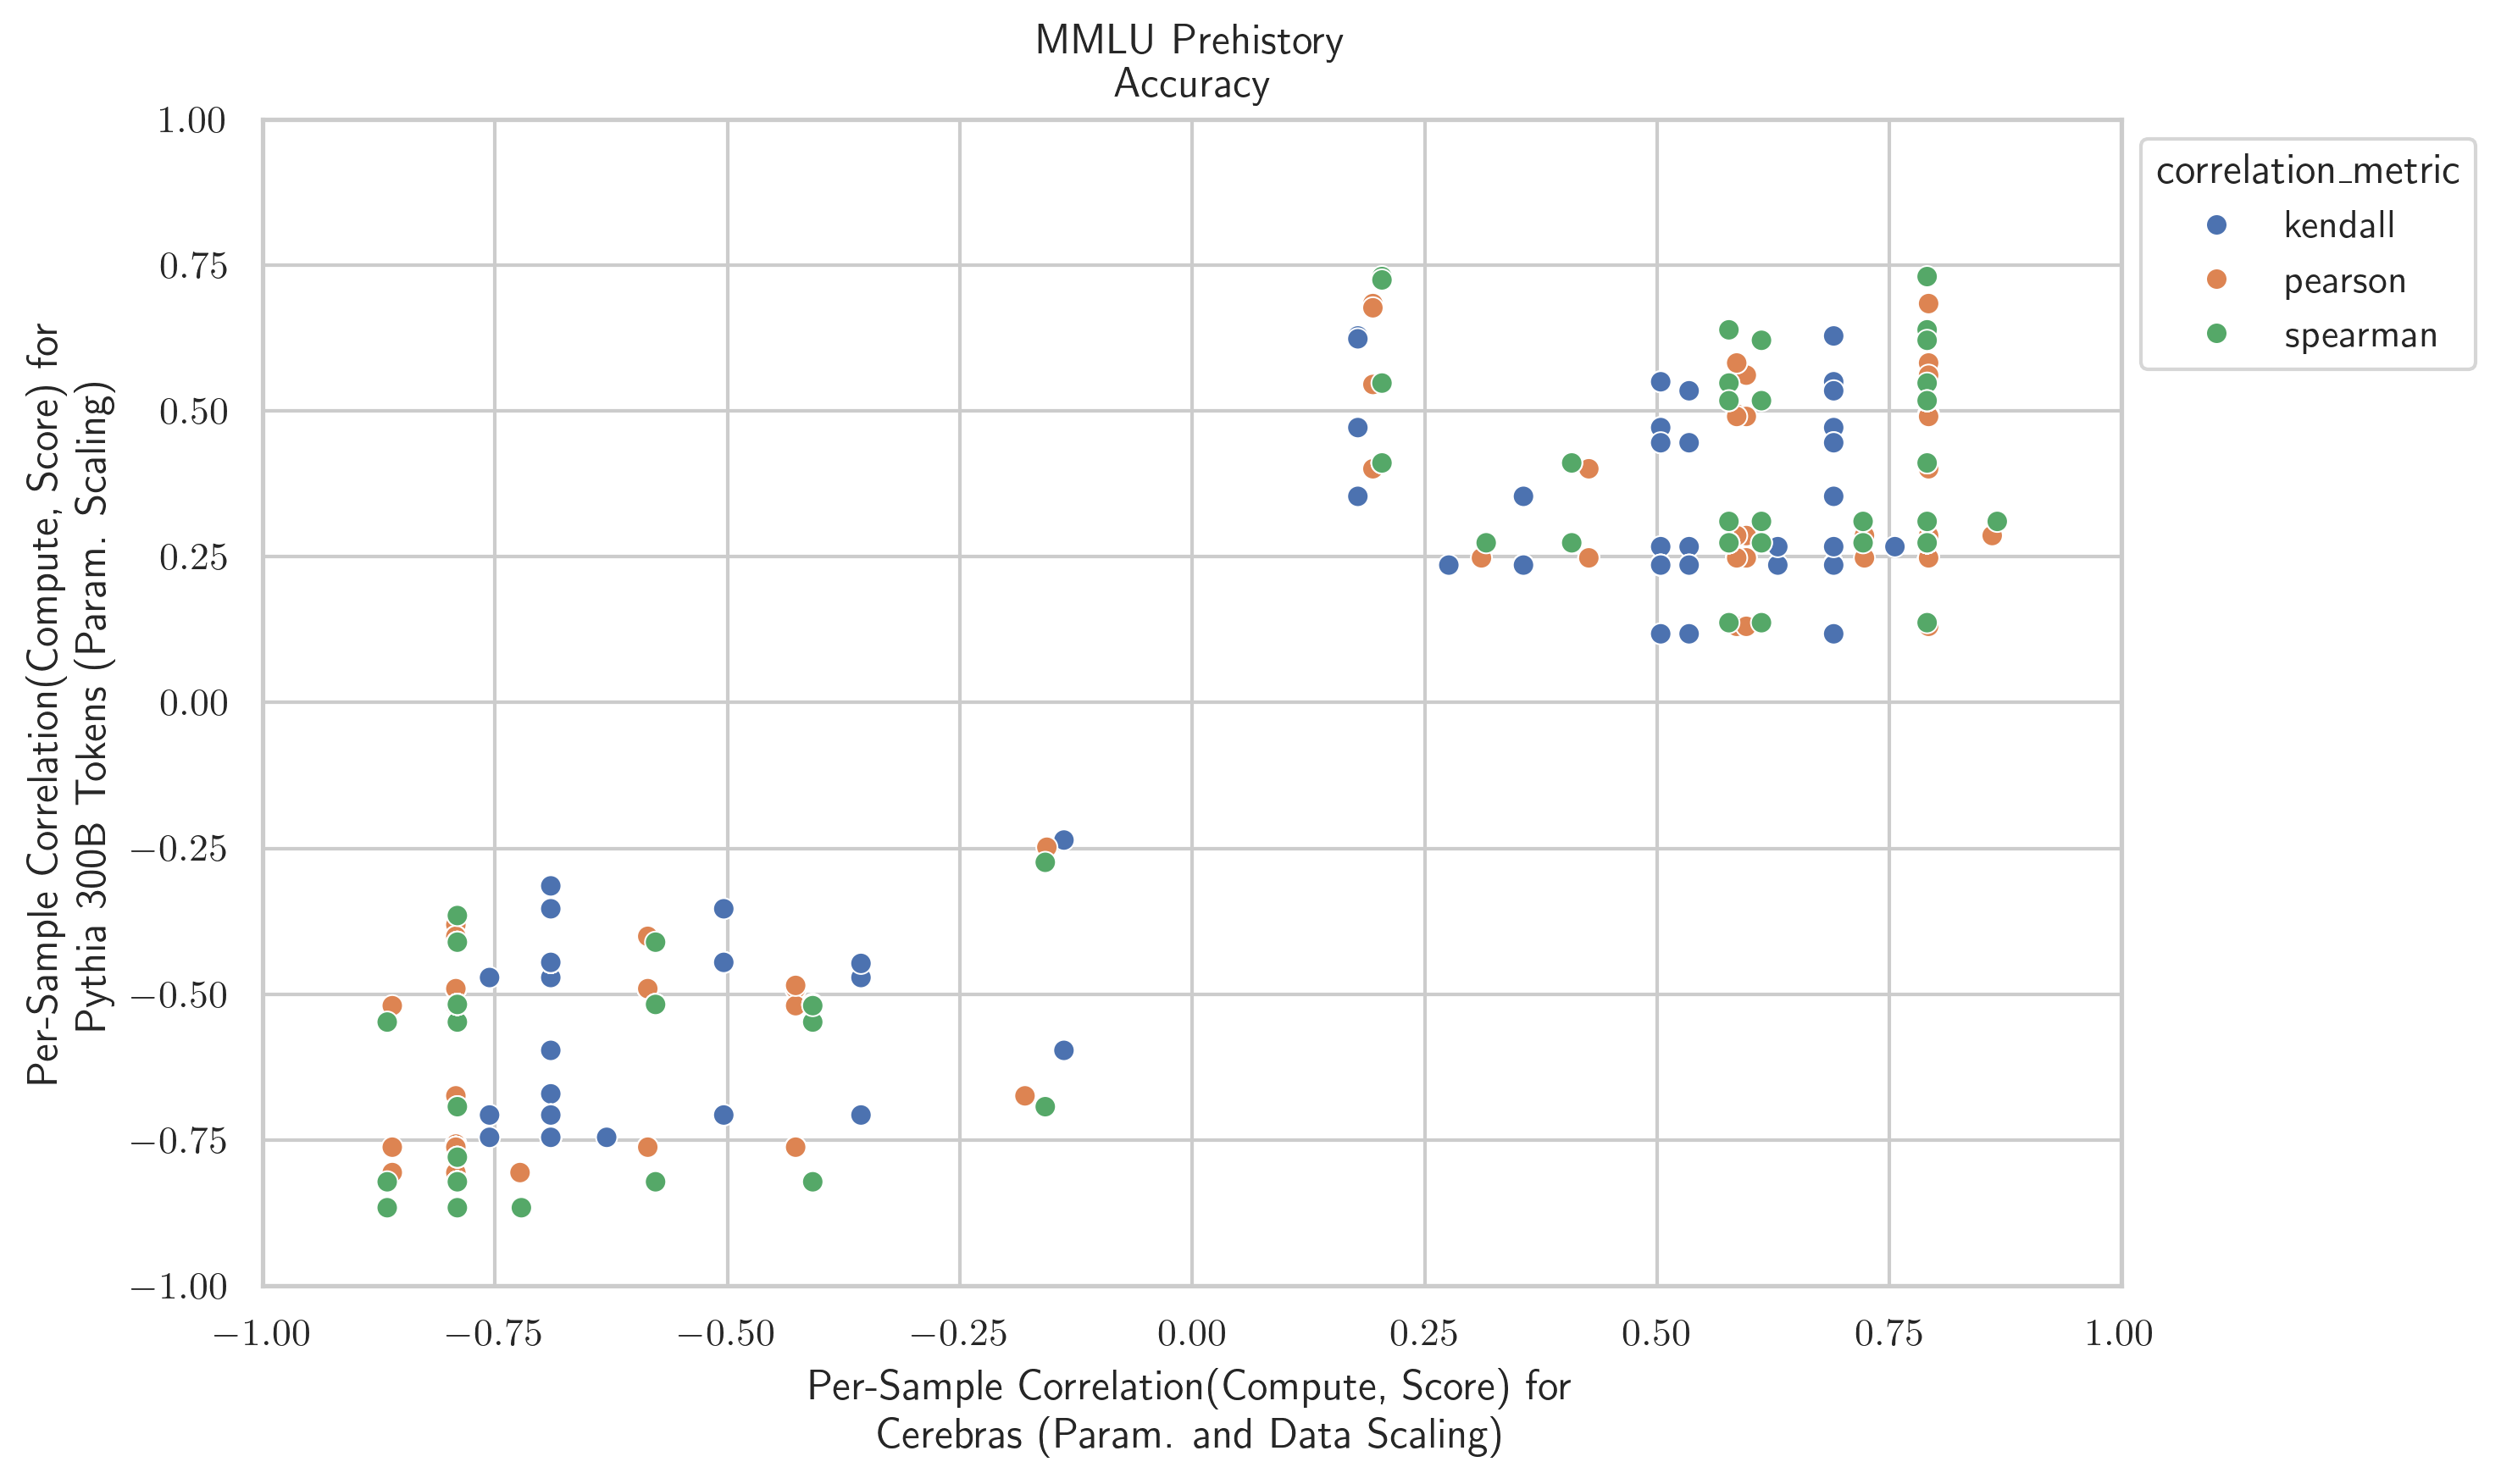 MMLU Prehistory
Accuracy
1.00
0.75
0.50
0.25
0.00
−0.25
−0.50
−0.75
−1.00
Per-Sample Correlation(Compute, Score) for
Pythia 300B Tokens (Param. Scaling)
−1.00
−0.75
−0.50
−0.25
0.00
0.25
0.50
0.75
1.00
Per-Sample Correlation(Compute, Score) for
Cerebras (Param. and Data Scaling)
correlation_metric
kendall
pearson
spearman